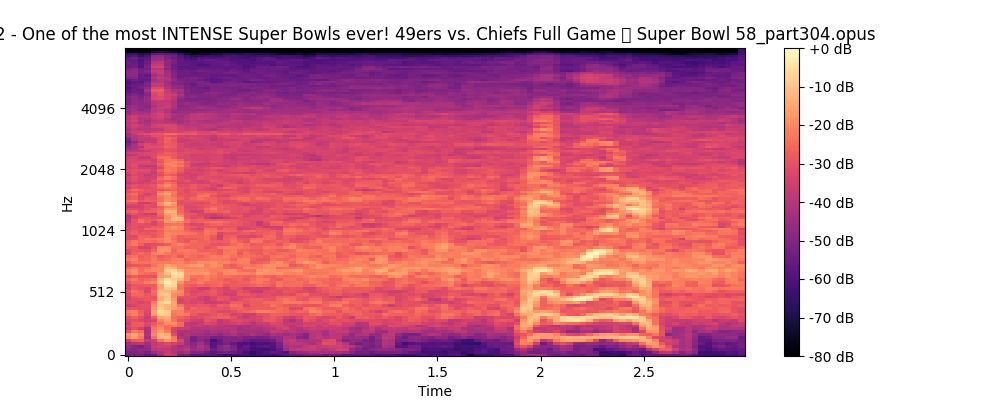 2 - One of the most INTENSE Super Bowls ever! 49ers vs. Chiefs Full Game Super Bowl 58_part304.opus
+0 dB
4096
-10 dB
-20 dB
2048
-30 dB
Hz
1024
-40 dB
-50 dB
512
-60 dB
-70 dB
0
-80 dB
0 0.5 1 1.5 2 2.5
Time